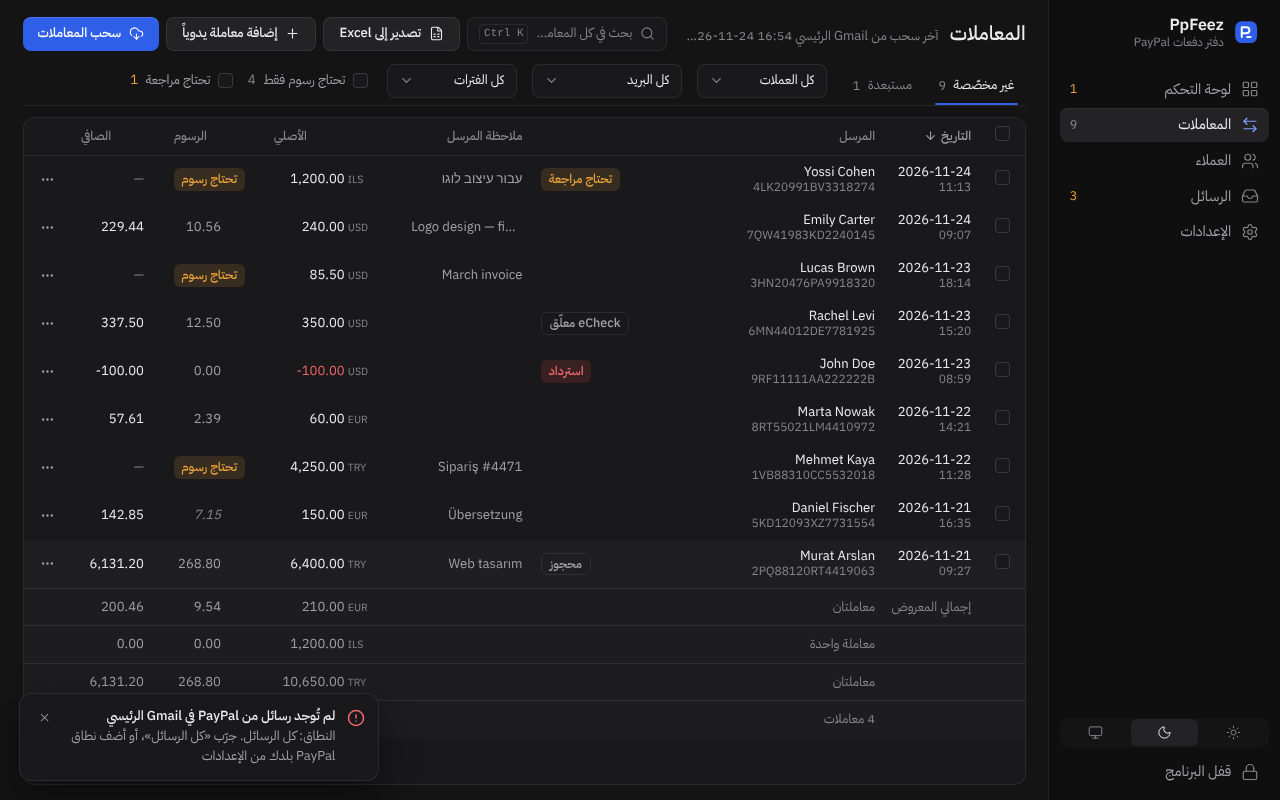 PpFeez
دفتر دفعات PayPal
لوحة التحكم 1
المعاملات 9
العملاء
الرسائل 3
الإعدادات
قفل البرنامج
المعاملات
آخر سحب من Gmail الرئيسي 16:54 26-11-24...
بحث في كل المعامـ... Ctrl K
تصدير إلى Excel
إضافة معاملة يدوياً
سحب المعاملات
غير مخصّصة 9
مستبعدة 1
كل العملات
كل البريد
كل الفترات
تحتاج رسوم فقط 4
تحتاج مراجعة 1
التاريخ ↓ المرسل ملاحظة المرسل الأصلي الرسوم الصافي
2026-11-24 Yossi Cohen تحتاج مراجعة עבור עיצוב לוגו 1,200.00 ILS تحتاج رسوم —
11:13 4LK20991BV3318274
2026-11-24 Emily Carter Logo design — fi... 240.00 USD 10.56 229.44
09:07 7QW41983KD2240145
2026-11-23 Lucas Brown March invoice 85.50 USD تحتاج رسوم —
18:14 3HN20476PA9918320
2026-11-23 Rachel Levi eCheck معلّق 350.00 USD 12.50 337.50
15:20 6MN44012DE7781925
2026-11-23 John Doe استرداد -100.00 USD 0.00 -100.00
08:59 9RF11111AA222222B
2026-11-22 Marta Nowak 60.00 EUR 2.39 57.61
14:21 8RT55021LM4410972
2026-11-22 Mehmet Kaya Sipariş #4471 4,250.00 TRY تحتاج رسوم —
11:28 1VB88310CC5532018
2026-11-21 Daniel Fischer Übersetzung 150.00 EUR 7.15 142.85
16:35 5KD12093XZ7731554
2026-11-21 Murat Arslan محجوز Web tasarım 6,400.00 TRY 268.80 6,131.20
09:27 2PQ88120RT4419063
إجمالي المعروض معاملتان 210.00 EUR 9.54 200.46
معاملة واحدة 1,200.00 ILS 0.00 0.00
معاملتان 10,650.00 TRY 268.80 6,131.20
4 معاملات
لم تُوجد رسائل من PayPal في Gmail الرئيسي
النطاق: كل الرسائل. جرّب «كل الرسائل»، أو أضف نطاق
PayPal بلدك من الإعدادات